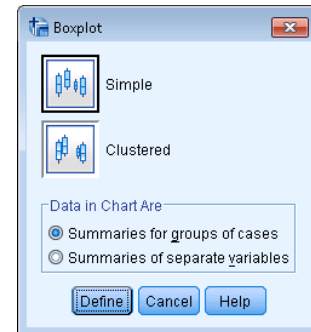 Boxplot
Simple
Clustered
Data in Chart Are
Summaries for groups of cases
Summaries of separate variables
Define Cancel Help